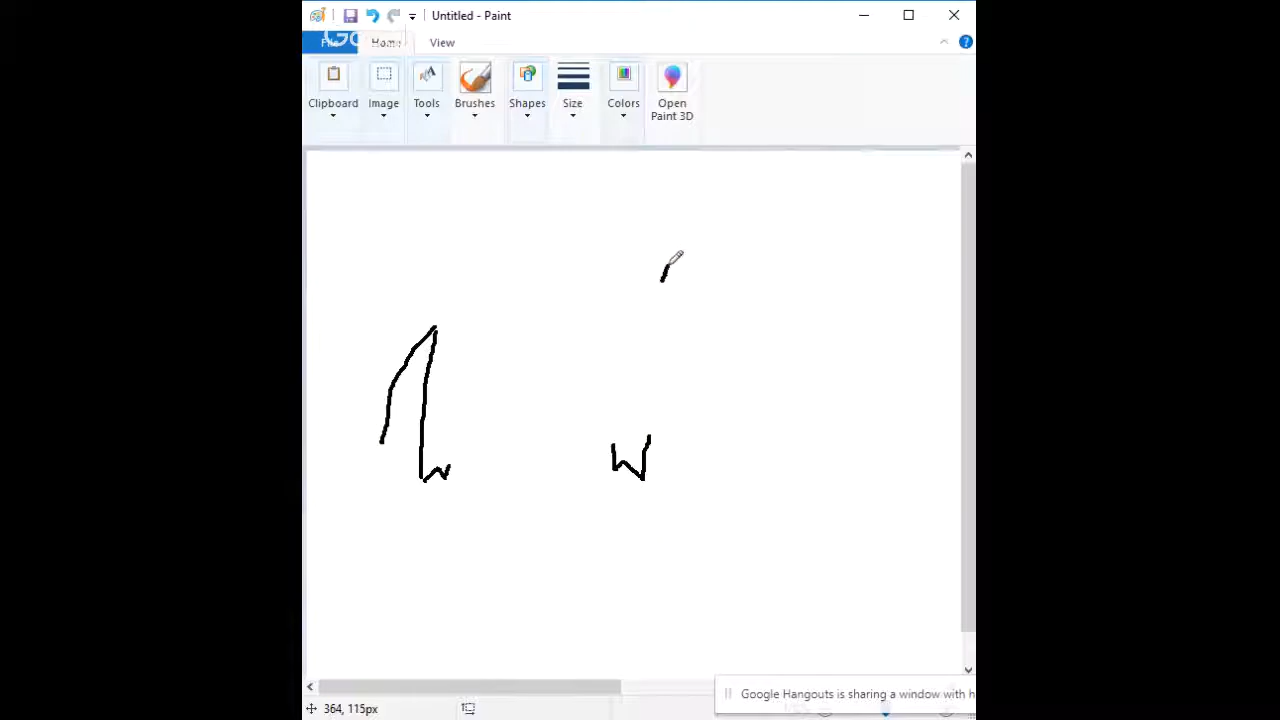 Untitled - Paint
File Home View
Clipboard Image Tools Brushes Shapes Size Colors Open Paint 3D
Google Hangouts is sharing a window with h
364, 115px